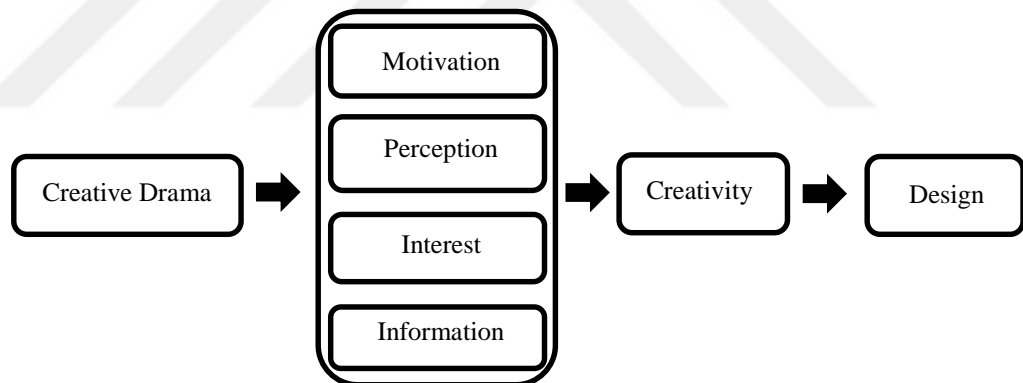 Creative Drama
Motivation
Perception
Interest
Information
Creativity
Design